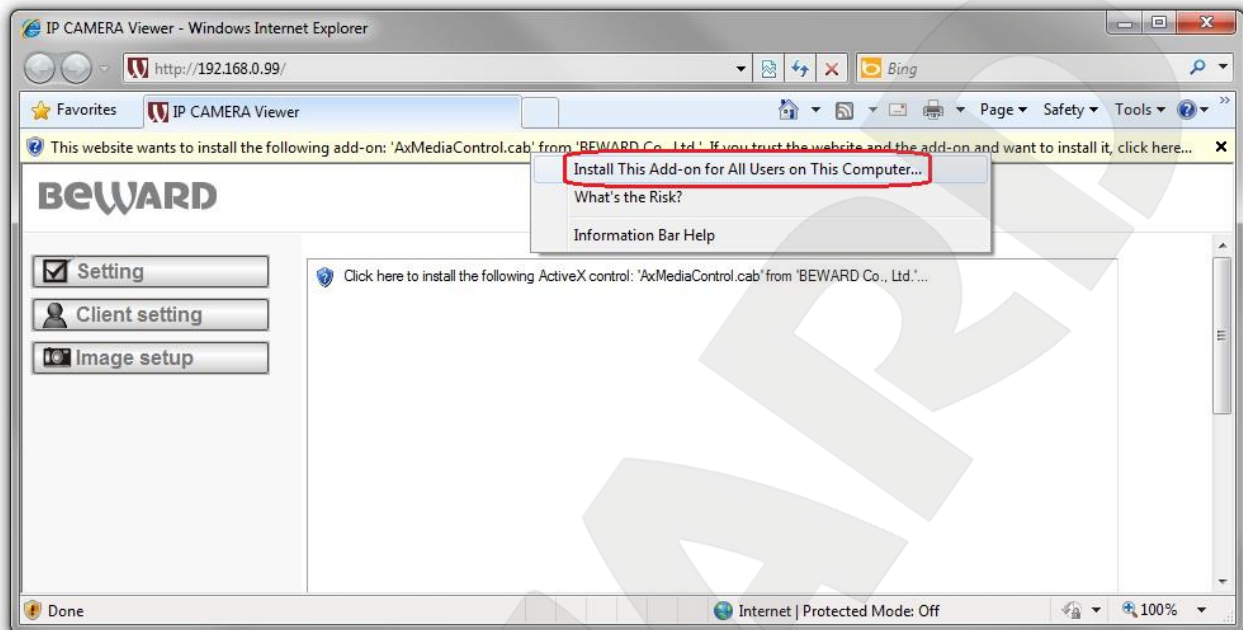 IP CAMERA Viewer - Windows Internet Explorer
http://192.168.0.99/
Bing
Favorites
IP CAMERA Viewer
Page
Safety
Tools
This website wants to install the following add-on: 'AxMediaControl.cab' from 'BEWARD Co., Ltd.'. If you trust the website and the add-on and want to install it, click here...
Install This Add-on for All Users on This Computer...
What's the Risk?
Information Bar Help
BEWARD
Setting
Client setting
Image setup
Click here to install the following ActiveX control: 'AxMediaControl.cab' from 'BEWARD Co., Ltd.'...
Done
Internet | Protected Mode: Off
100%